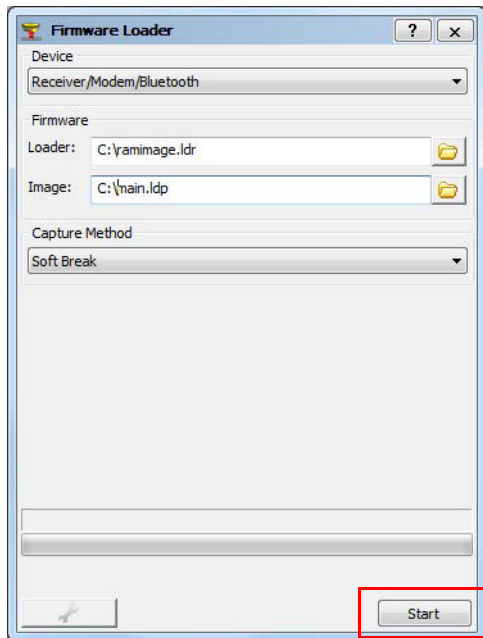 Firmware Loader ? x
Device
Receiver/Modem/Bluetooth
Firmware
Loader: C:\ramimage.ldr
Image: C:\main.ldp
Capture Method
Soft Break
Start